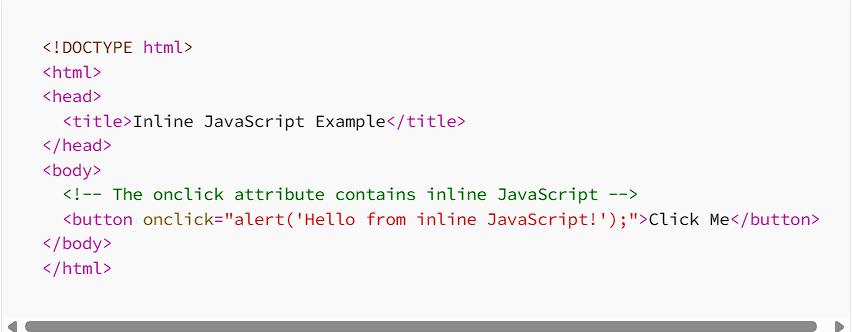 <!DOCTYPE html>
<html>
<head>
  <title>Inline JavaScript Example</title>
</head>
<body>
  <!-- The onclick attribute contains inline JavaScript -->
  <button onclick="alert('Hello from inline JavaScript!');">Click Me</button>
</body>
</html>